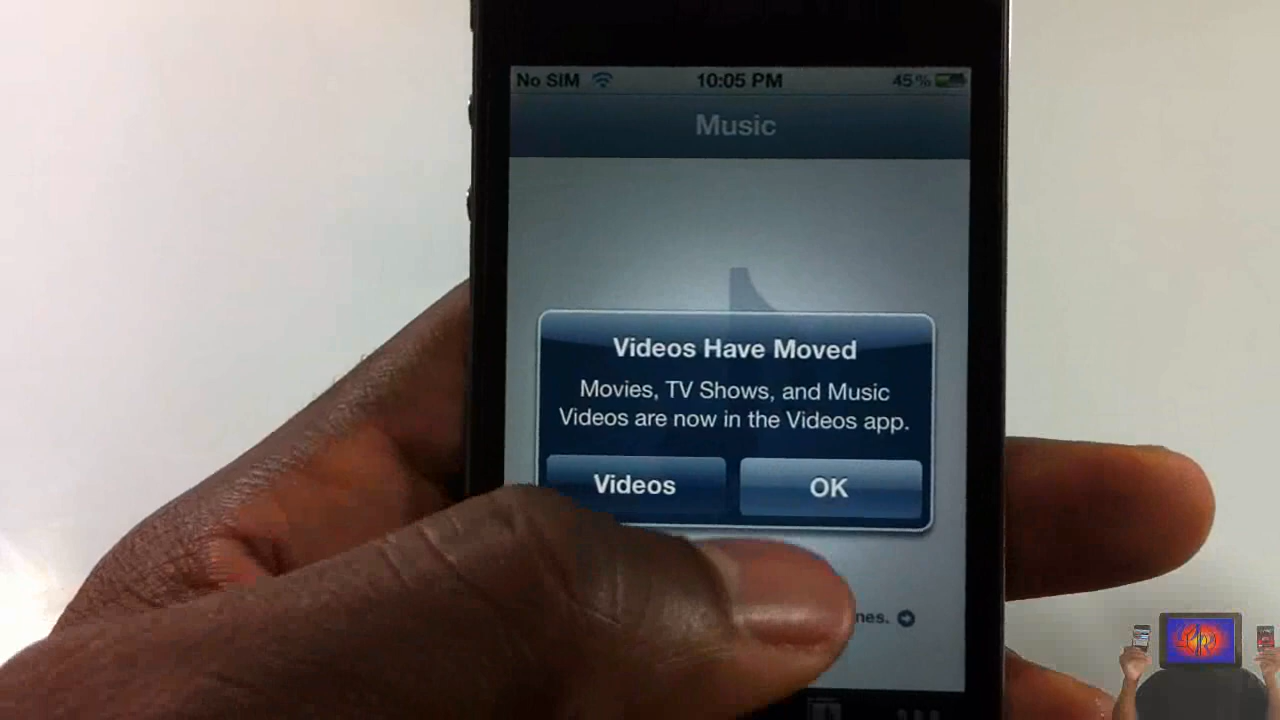 No SIM 10:05 PM 45%
Music
Videos Have Moved
Movies, TV Shows, and Music
Videos are now in the Videos app.
Videos OK